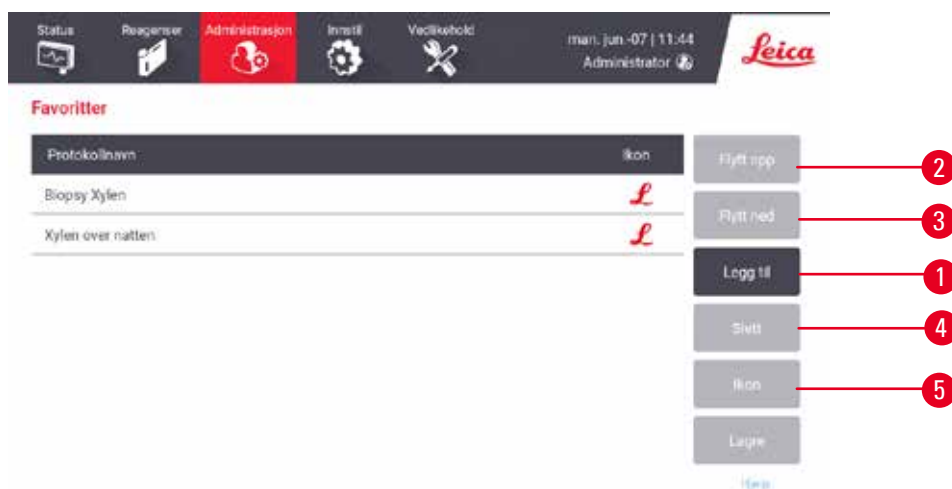 Status Reagenser Administrasjon Innstil Vedlikehold
man. jun.-07 | 11:44
Administrator
Leica
Favoritter
Protokollnavn Ikon
Biopsy Xylen
Xylen over natten
Flytt opp 2
Flytt ned 3
Legg til 1
Slett 4
Ikon 5
Lagre